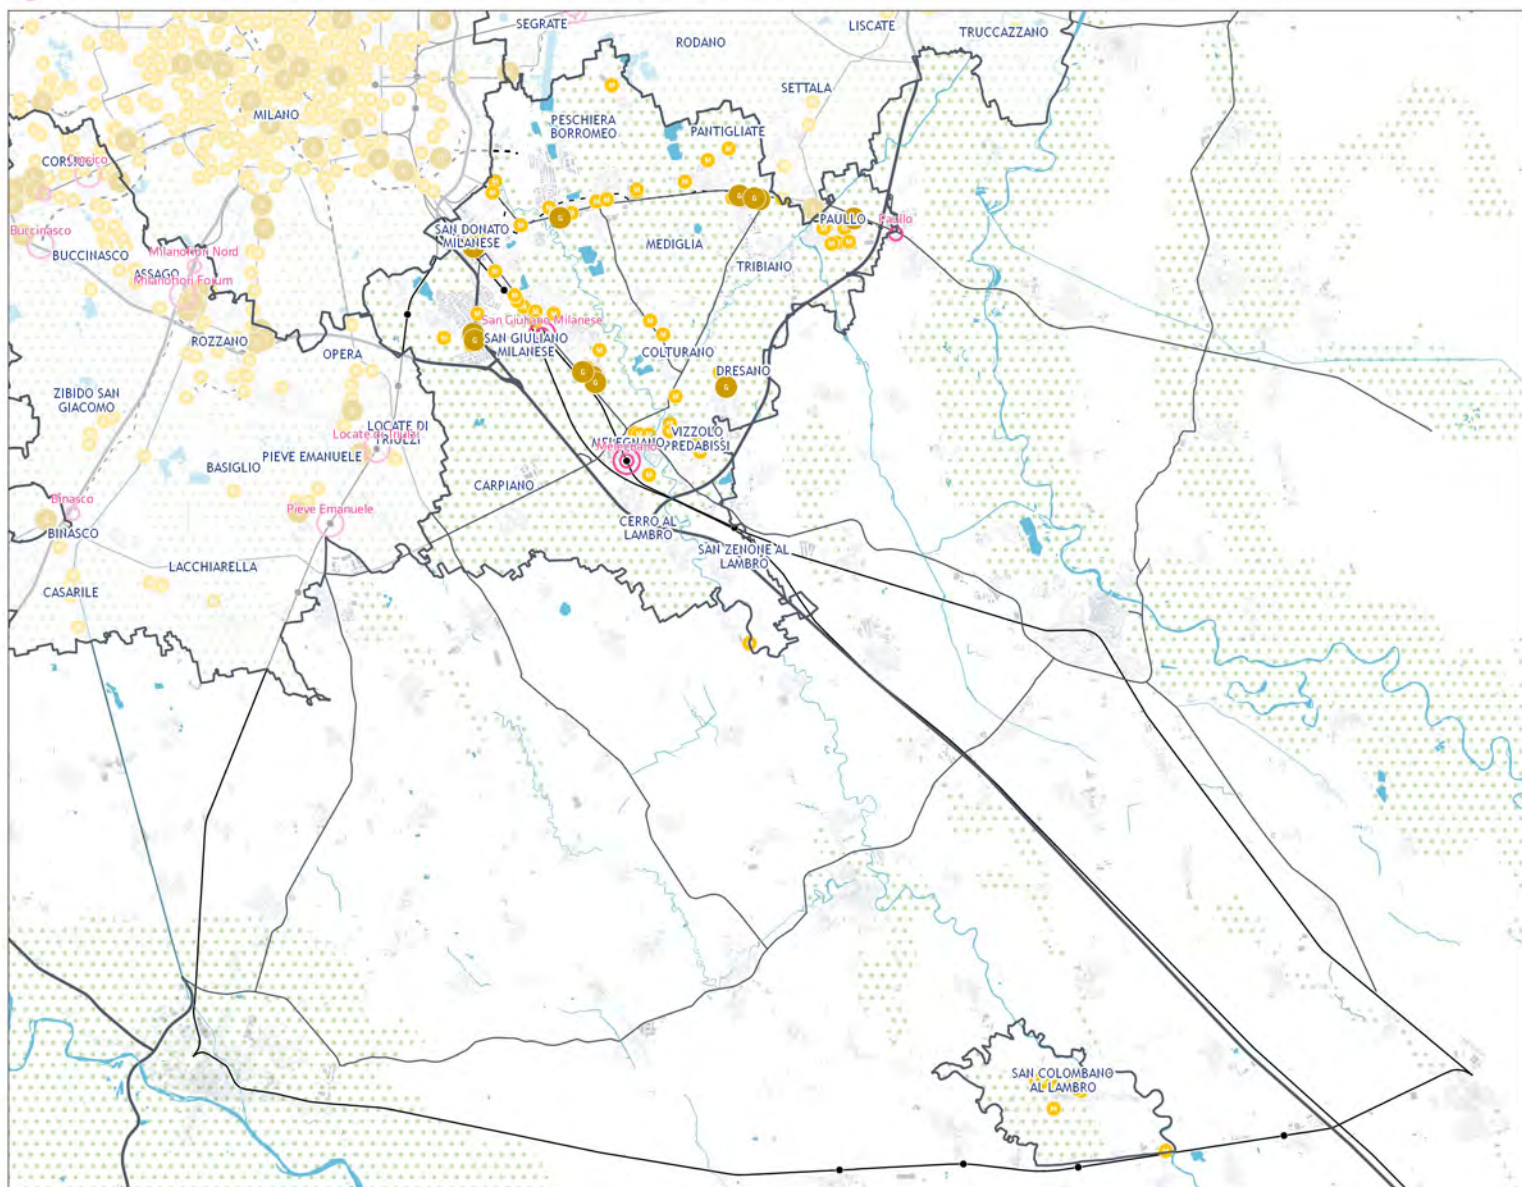 SEGRATE
LISCATE
TRUCCAZZANO
RODANO
SETTALA
MILANO
PESCHIERA
BORROMEO
PANTIGLIATE
CORSICO
Corsico
PAULLO
Paullo
Buccinasco
SAN DONATO
MILANESE
MEDIGLIA
BUCCINASCO
Milanofiori Nord
ASSAGO
TRIBIANO
Milanofiori Forum
San Giuliano Milanese
ROZZANO
SAN GIULIANO
MILANESE
OPERA
COLTURANO
DRESANO
ZIBIDO SAN
GIACOMO
LOCATE DI
TRIULZI
Locate di Triulzi
VIZZOLO
PREDABISSI
MELEGNANO
Melegnano
PIEVE EMANUELE
BASIGLIO
CARPIANO
Binasco
Pieve Emanuele
BINASCO
CERRO AL
LAMBRO
SAN ZENONE AL
LAMBRO
LACCHIARELLA
CASARILE
SAN COLOMBANO
AL LAMBRO